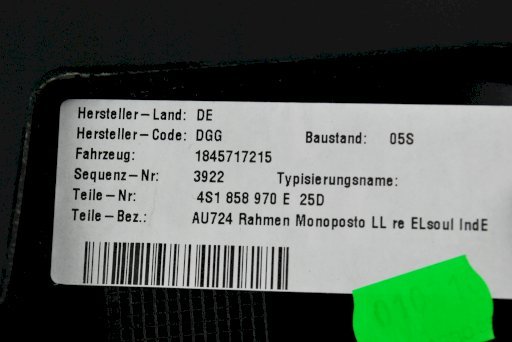 Hersteller-Land: DE
Hersteller-Code: DGG Baustand: 05S
Fahrzeug: 1845717215
Sequenz-Nr: 3922 Typisierungsname:
Teile-Nr: 4S1 858 970 E 25D
Teile-Bez.: AU724 Rahmen Monoposto LL re ELsoul IndE